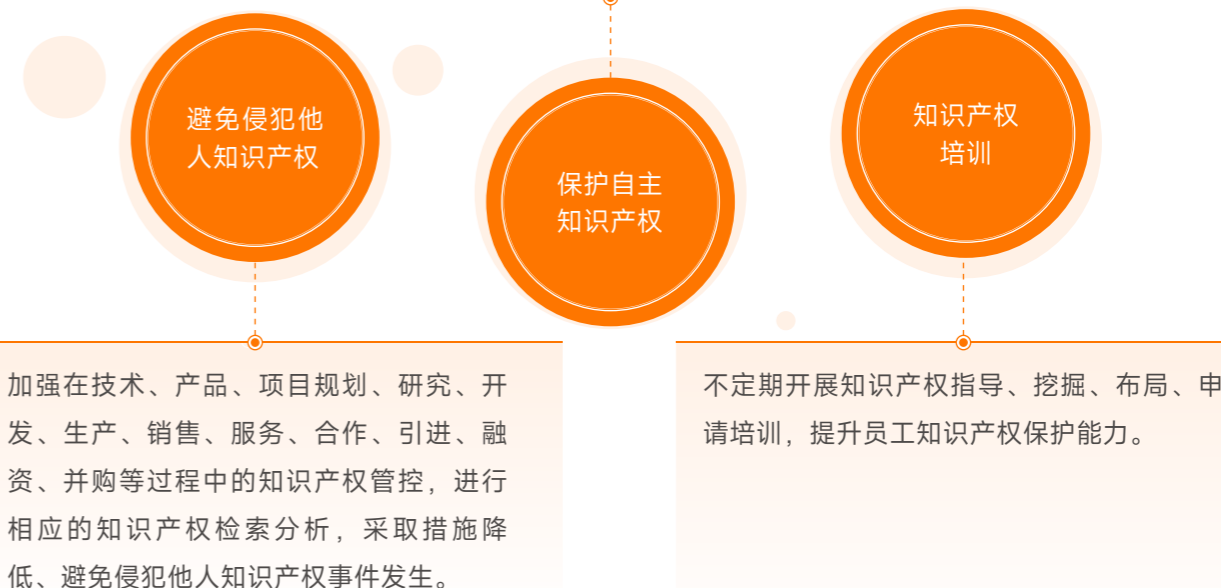 避免侵犯他
人知识产权
保护自主
知识产权
知识产权
培训
加强在技术、产品、项目规划、研究、开
发、生产、销售、服务、合作、引进、融
资、并购等过程中的知识产权管控，进行
相应的知识产权检索分析，采取措施降
低、避免侵犯他人知识产权事件发生。
不定期开展知识产权指导、挖掘、布局、申
请培训，提升员工知识产权保护能力。